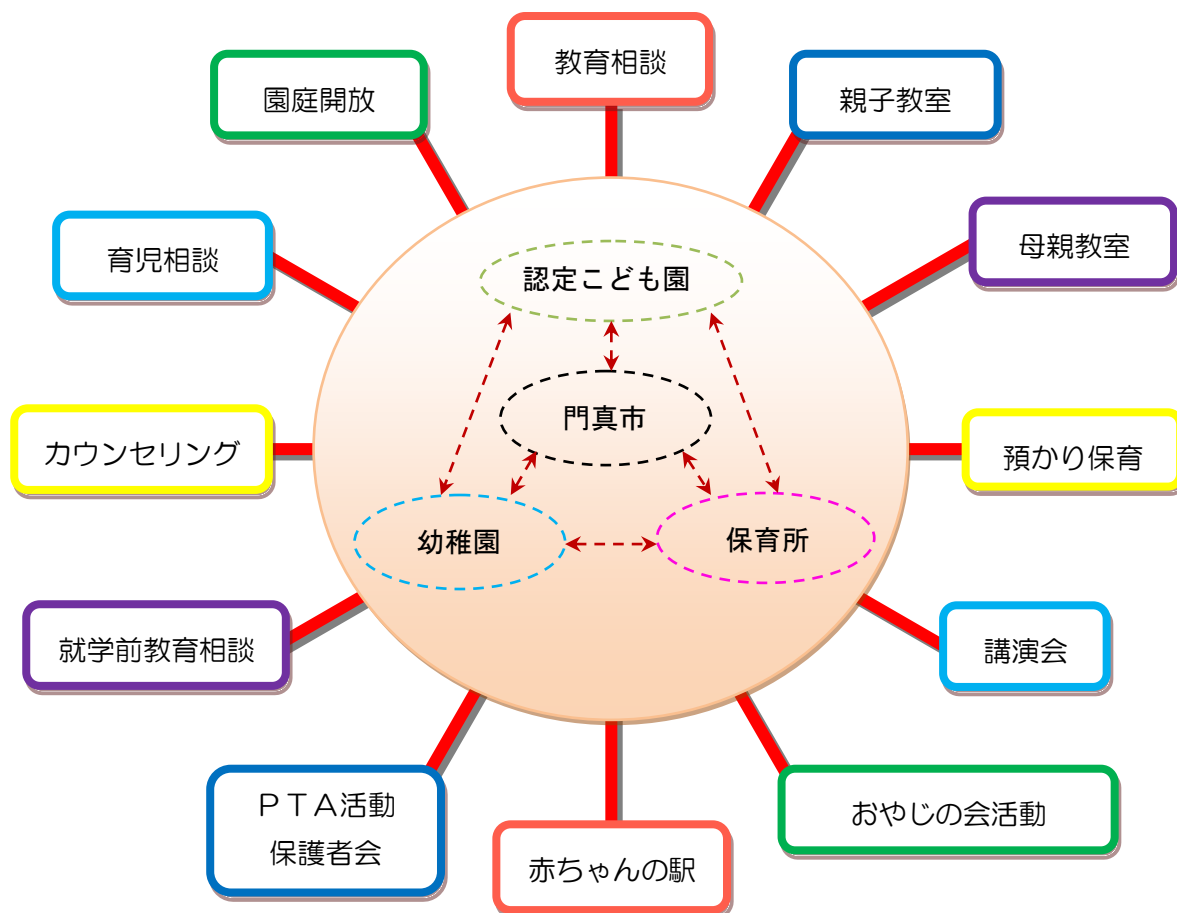 教育相談
園庭開放
親子教室
育児相談
母親教室
認定こども園
門真市
カウンセリング
預かり保育
幼稚園
保育所
就学前教育相談
講演会
ＰＴＡ活動
保護者会
おやじの会活動
赤ちゃんの駅